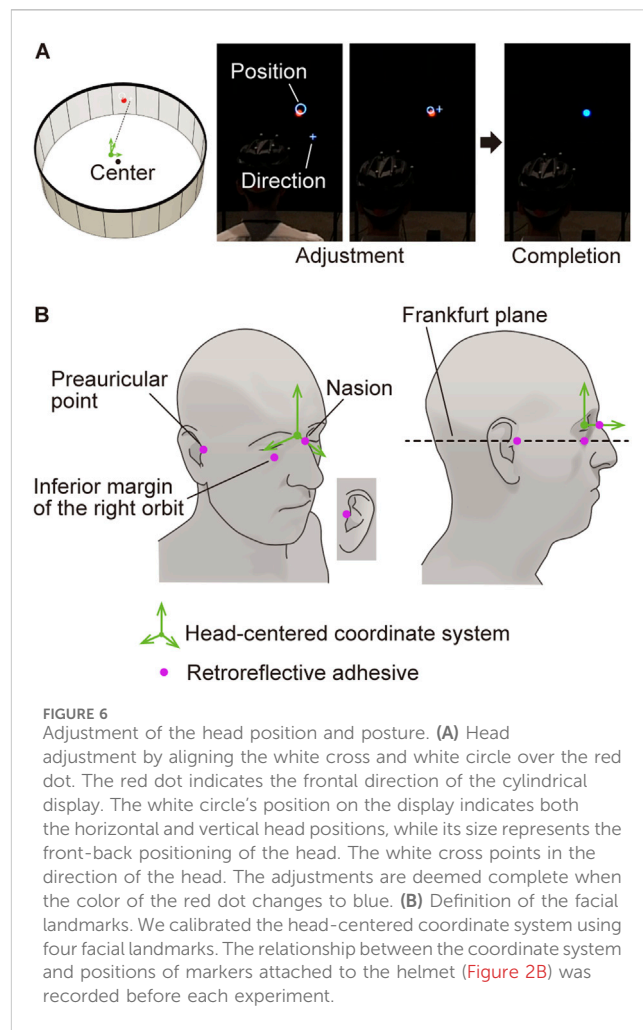 A
Position
Center
Direction
Adjustment
Completion
B
Frankfurt plane
Preauricular
point
Nasion
Inferior margin
of the right orbit
Head-centered coordinate system
Retroreflective adhesive
FIGURE 6
Adjustment of the head position and posture. (A) Head
adjustment by aligning the white cross and white circle over the red
dot. The red dot indicates the frontal direction of the cylindrical
display. The white circle's position on the display indicates both
the horizontal and vertical head positions, while its size represents the
front-back positioning of the head. The white cross points in the
direction of the head. The adjustments are deemed complete when
the color of the red dot changes to blue. (B) Definition of the facial
landmarks. We calibrated the head-centered coordinate system using
four facial landmarks. The relationship between the coordinate system
and positions of markers attached to the helmet (Figure 2B) was
recorded before each experiment.